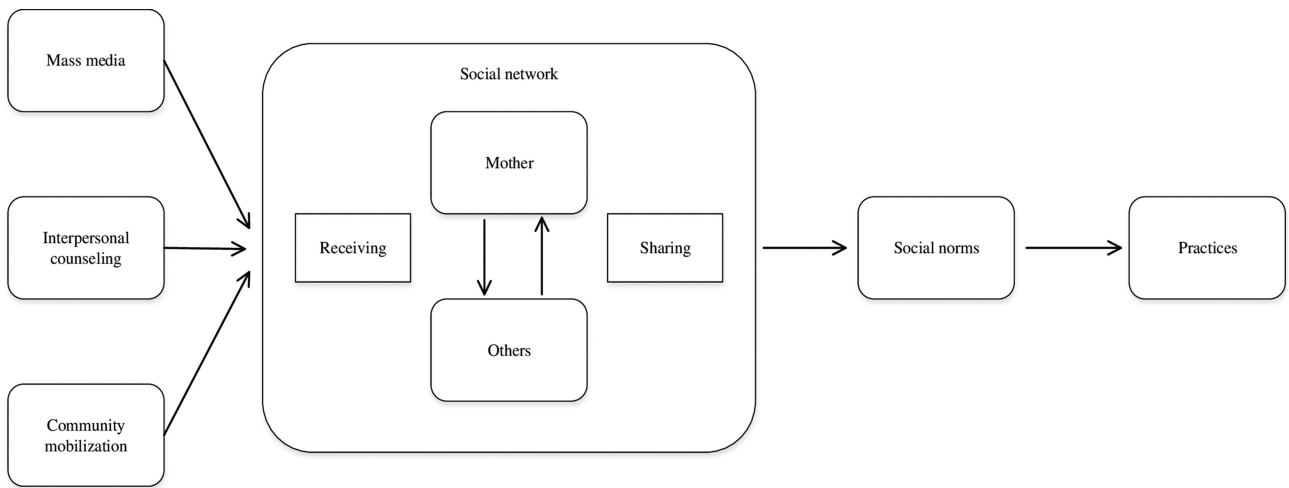 Mass media
Interpersonal
counseling
Community
mobilization
Social network
Mother
Receiving
Sharing
Others
Social norms
Practices